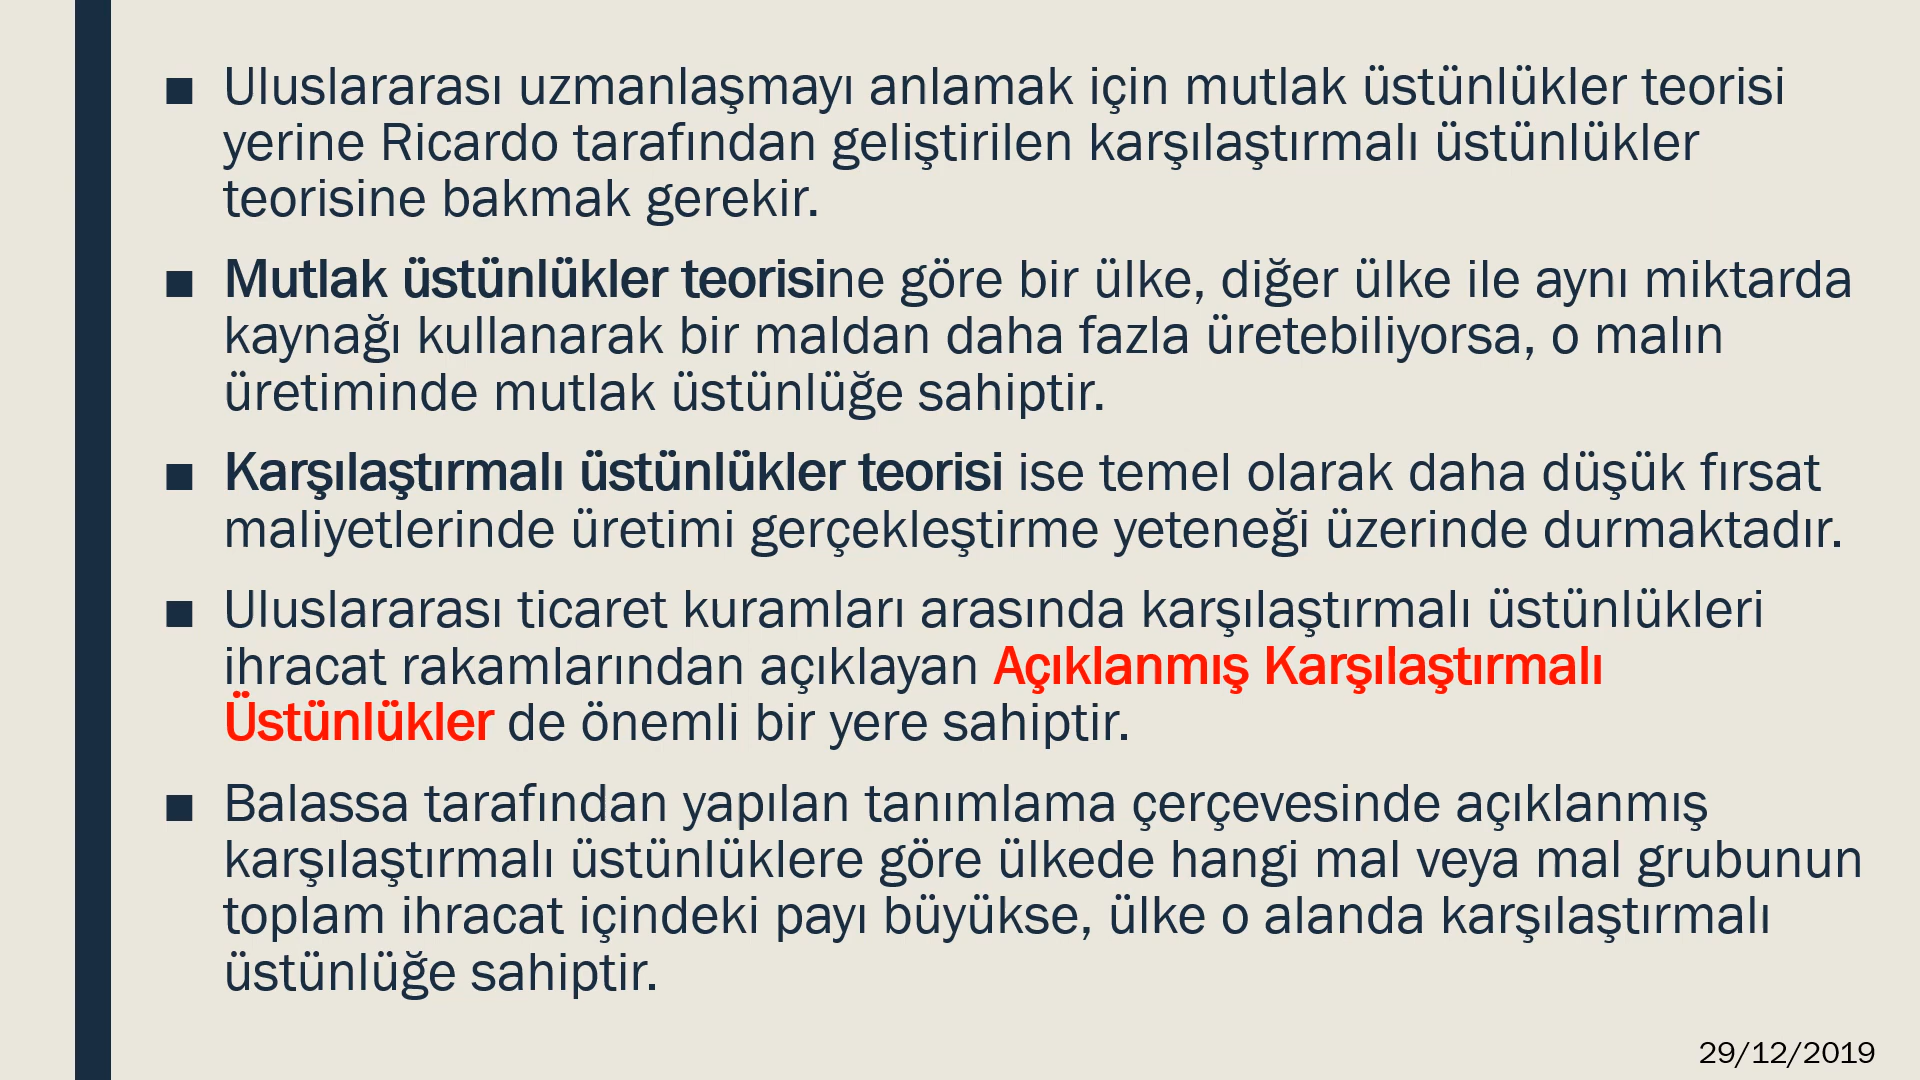 ■ Uluslararası uzmanlaşmayı anlamak için mutlak üstünlükler teorisi
yerine Ricardo tarafından geliştirilen karşılaştırmalı üstünlükler
teorisine bakmak gerekir.
■ Mutlak üstünlükler teorisine göre bir ülke, diğer ülke ile aynı miktarda
kaynağı kullanarak bir maldan daha fazla üretebiliyorsa, o malın
üretiminde mutlak üstünlüğe sahiptir.
■ Karşılaştırmalı üstünlükler teorisi ise temel olarak daha düşük fırsat
maliyetlerinde üretimi gerçekleştirme yeteneği üzerinde durmaktadır.
■ Uluslararası ticaret kuramları arasında karşılaştırmalı üstünlükleri
ihracat rakamlarından açıklayan Açıklanmış Karşılaştırmalı
Üstünlükler de önemli bir yere sahiptir.
■ Balassa tarafından yapılan tanımlama çerçevesinde açıklanmış
karşılaştırmalı üstünlüklere göre ülkede hangi mal veya mal grubunun
toplam ihracat içindeki payı büyükse, ülke o alanda karşılaştırmalı
üstünlüğe sahiptir.
29/12/2019